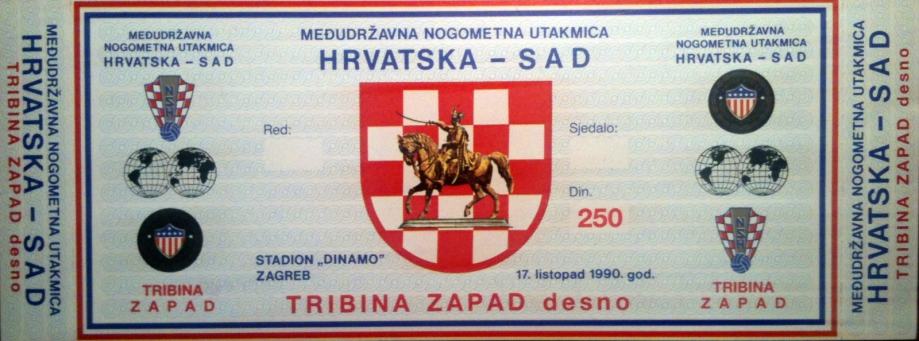 MEĐUDRŽAVNA NOGOMETNA UTAKMICA
HRVATSKA – SAD
TRIBINA ZAPAD desno
MEĐUDRŽAVNA
NOGOMETNA UTAKMICA
HRVATSKA – SAD
TRIBINA
ZAPAD
MEĐUDRŽAVNA NOGOMETNA UTAKMICA
HRVATSKA – SAD
Red:
Sjedalo:
Din.
250
STADION „DINAMO”
ZAGREB
17. listopad 1990. god.
TRIBINA ZAPAD desno
MEĐUDRŽAVNA
NOGOMETNA UTAKMICA
HRVATSKA – SAD
TRIBINA
ZAPAD
MEĐUDRŽAVNA NOGOMETNA UTAKMICA
HRVATSKA – SAD
TRIBINA ZAPAD desno